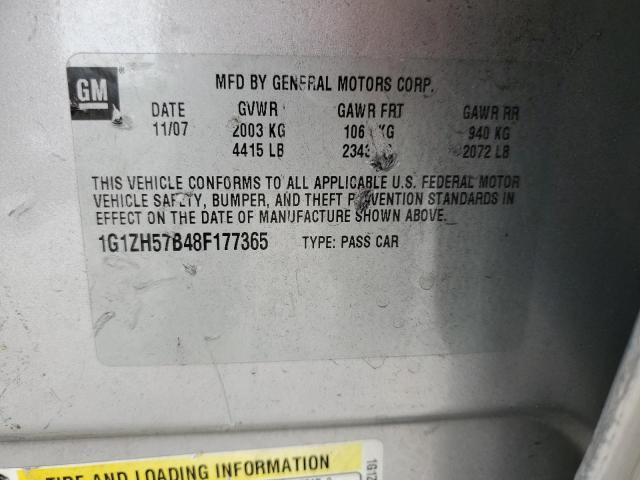 GM
MFD BY GENERAL MOTORS CORP.
DATE GVWR GAWR FRT GAWR RR
11/07 2003 KG KG 940 KG
4415 LB 2072 LB
THIS VEHICLE CONFORMS TO ALL APPLICABLE U.S. FEDERAL MOTOR
VEHICLE SAFETY, BUMPER, AND THEFT PREVENTION STANDARDS IN
EFFECT ON THE DATE OF MANUFACTURE SHOWN ABOVE.
1G1ZH57B48F177365 TYPE: PASS CAR
TIRE AND LOADING INFORMATION